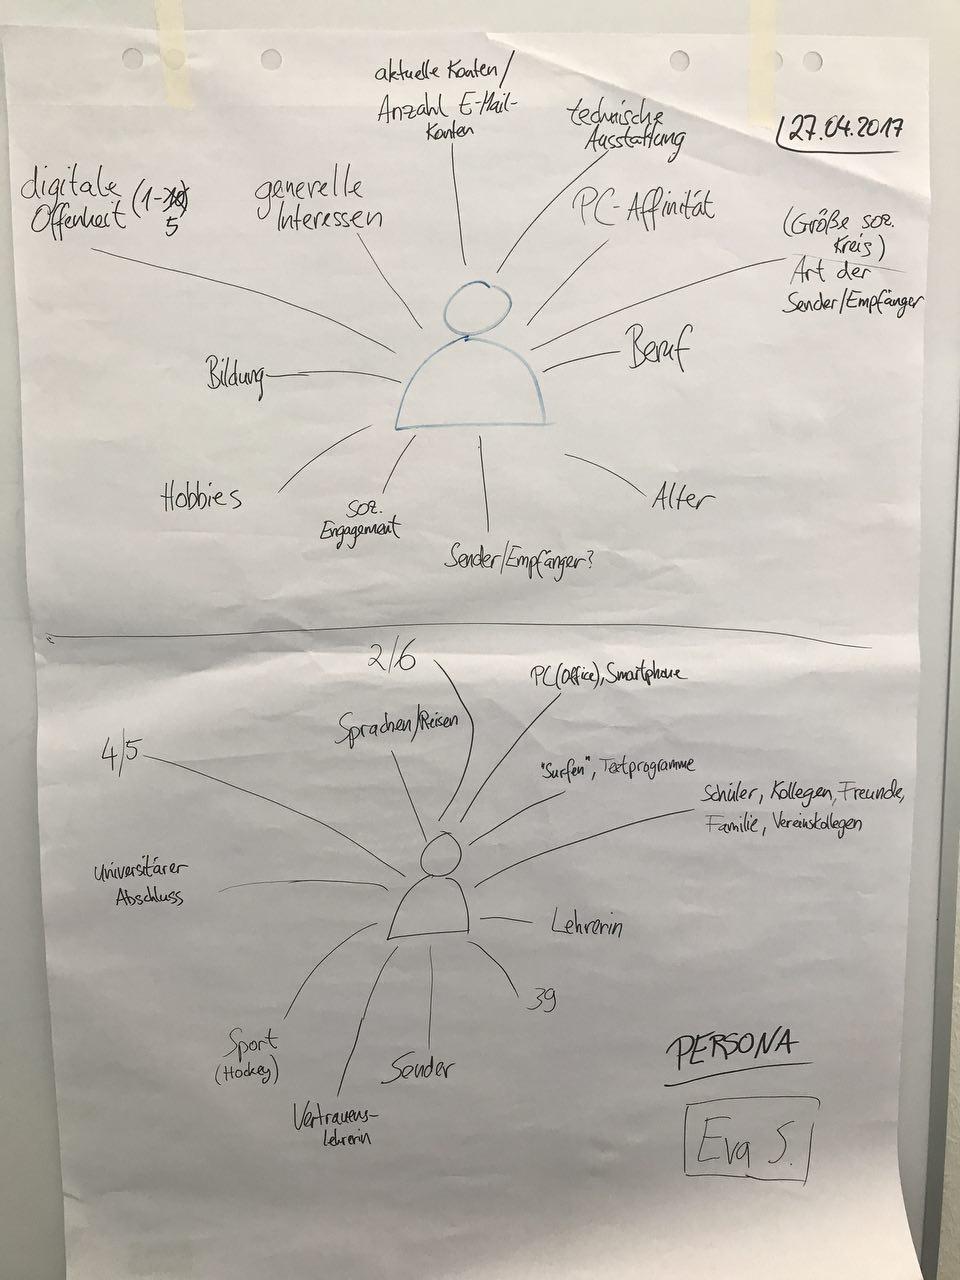 aktuelle Konten/
Anzahl E-Mail-
Konten
technische
Ausstattung
27.04.2017
digitale
Offenheit (1-10)
5
generelle
Interessen
PC-Affinität
(Größe soz.
Kreis)
Art der
Sender/Empfänger
Bildung
Beruf
Hobbies
soz.
Engagement
Sender/Empfänger?
Alter
2/6
PC(Office), Smartphone
Sprachen/Reisen
4/5
"Surfen", Textprogramme
Schüler, Kollegen, Freunde,
Familie, Vereinskollegen
Universitärer
Abschluss
Lehrerin
39
Sport
(Hockey)
Sender
Vertrauens-
lehrerin
PERSONA
Eva S.